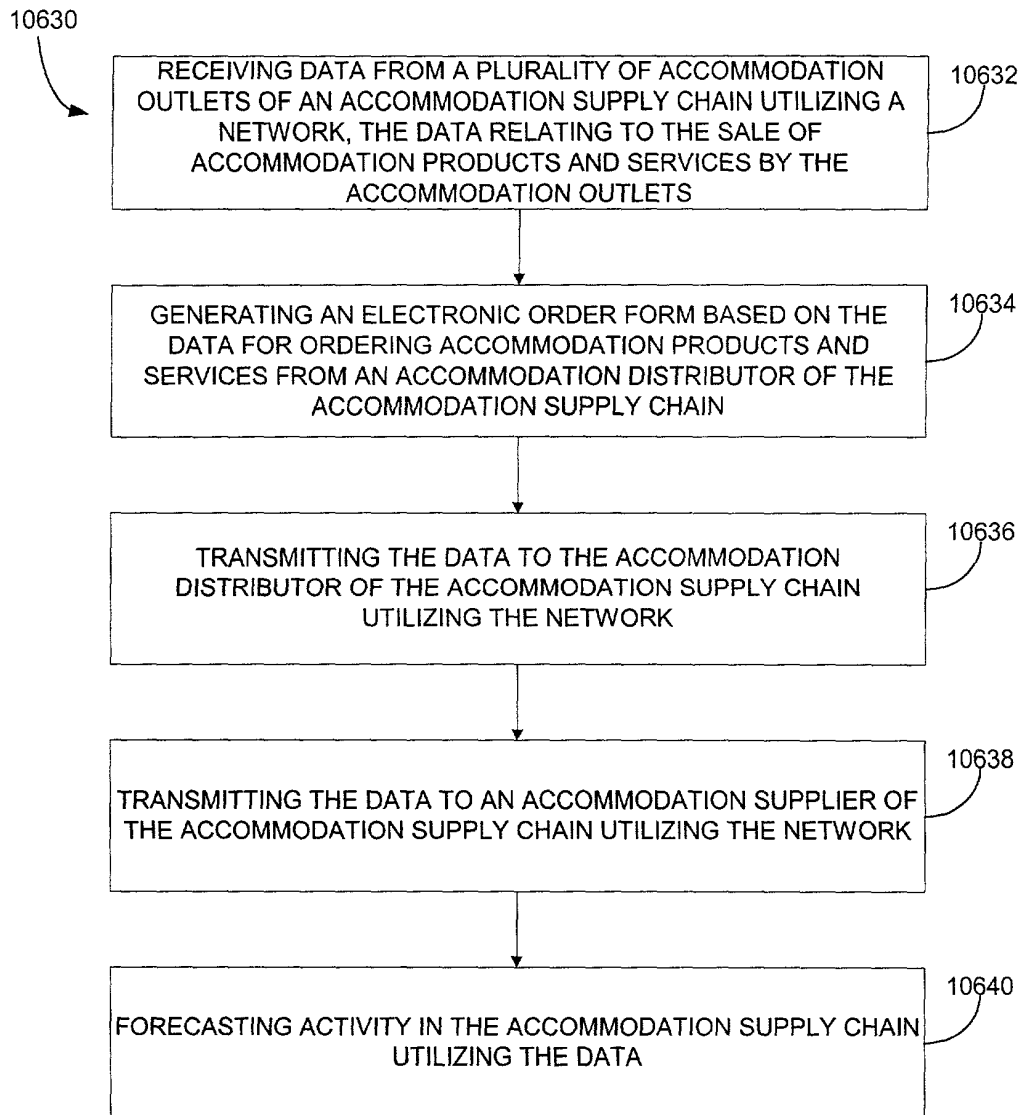 10630
RECEIVING DATA FROM A PLURALITY OF ACCOMMODATION
OUTLETS OF AN ACCOMMODATION SUPPLY CHAIN UTILIZING A
NETWORK, THE DATA RELATING TO THE SALE OF
ACCOMMODATION PRODUCTS AND SERVICES BY THE
ACCOMMODATION OUTLETS
10632
GENERATING AN ELECTRONIC ORDER FORM BASED ON THE
DATA FOR ORDERING ACCOMMODATION PRODUCTS AND
SERVICES FROM AN ACCOMMODATION DISTRIBUTOR OF THE
ACCOMMODATION SUPPLY CHAIN
10634
TRANSMITTING THE DATA TO THE ACCOMMODATION
DISTRIBUTOR OF THE ACCOMMODATION SUPPLY CHAIN
UTILIZING THE NETWORK
10636
TRANSMITTING THE DATA TO AN ACCOMMODATION SUPPLIER OF
THE ACCOMMODATION SUPPLY CHAIN UTILIZING THE NETWORK
10638
FORECASTING ACTIVITY IN THE ACCOMMODATION SUPPLY CHAIN
UTILIZING THE DATA
10640